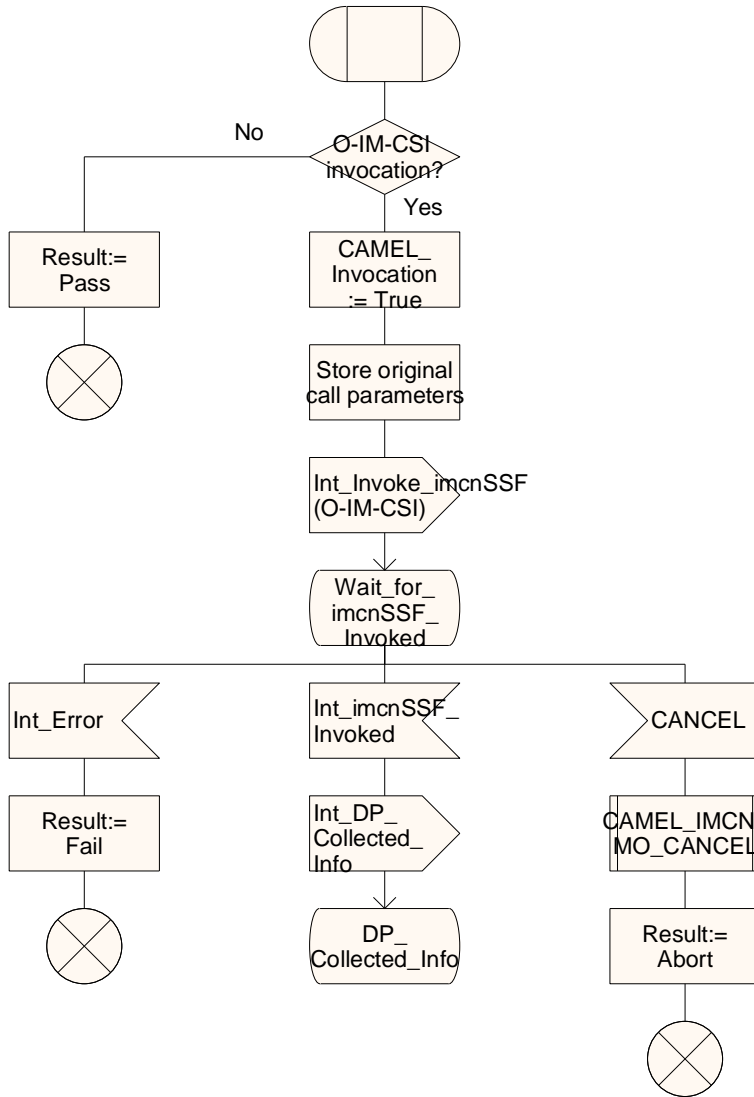 No
O-IM-CSI
invocation?
Yes
Result:=
Pass
CAMEL_
Invocation
:= True
Store original
call parameters
Int_Invoke_imcnSSF
(O-IM-CSI)
Wait_for_
imcnSSF_
Invoked
Int_Error
Int_imcnSSF_
Invoked
CANCEL
Result:=
Fail
Int_DP_
Collected_
Info
CAMEL_IMCN_
MO_CANCEL
DP_
Collected_Info
Result:=
Abort